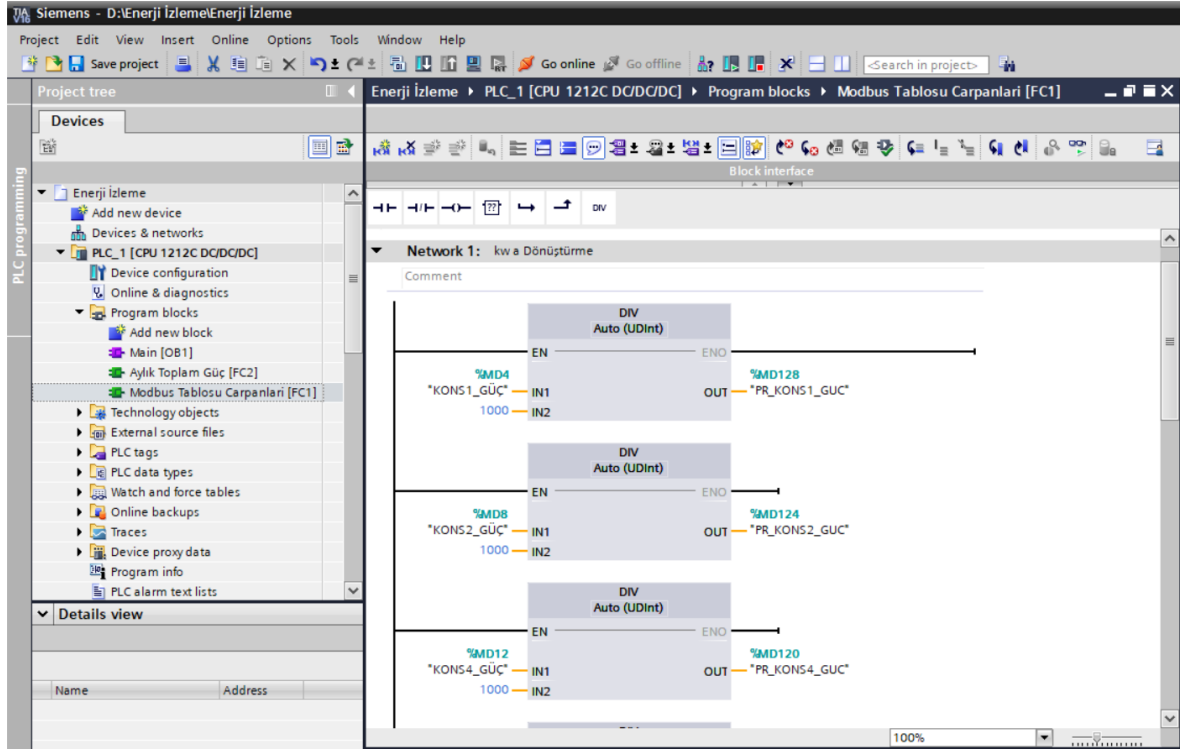 TIA V16
Siemens - D:\Enerji İzleme\Enerji İzleme
Project Edit View Insert Online Options Tools Window Help
Save project
Go online
Go offline
<Search in project>
Project tree
Enerji İzleme
PLC_1 [CPU 1212C DC/DC/DC]
Program blocks
Modbus Tablosu Carpanlari [FC1]
Devices
PLC programming
Block interface
Enerji İzleme
Add new device
Devices & networks
PLC_1 [CPU 1212C DC/DC/DC]
Device configuration
Online & diagnostics
Program blocks
Add new block
Main [OB1]
Aylık Toplam Güç [FC2]
Modbus Tablosu Carpanlari [FC1]
Technology objects
External source files
PLC tags
PLC data types
Watch and force tables
Online backups
Traces
Device proxy data
Program info
PLC alarm text lists
Details view
Name Address
??
DIV
Network 1: kw a Dönüştürme
Comment
DIV
Auto (UDInt)
EN ENO
%MD4 %MD128
"KONS1_GÜÇ" IN1 OUT "PR_KONS1_GUC"
1000 IN2
DIV
Auto (UDInt)
EN ENO
%MD8 %MD124
"KONS2_GÜÇ" IN1 OUT "PR_KONS2_GUC"
1000 IN2
DIV
Auto (UDInt)
EN ENO
%MD12 %MD120
"KONS4_GÜÇ" IN1 OUT "PR_KONS4_GUC"
1000 IN2
100%